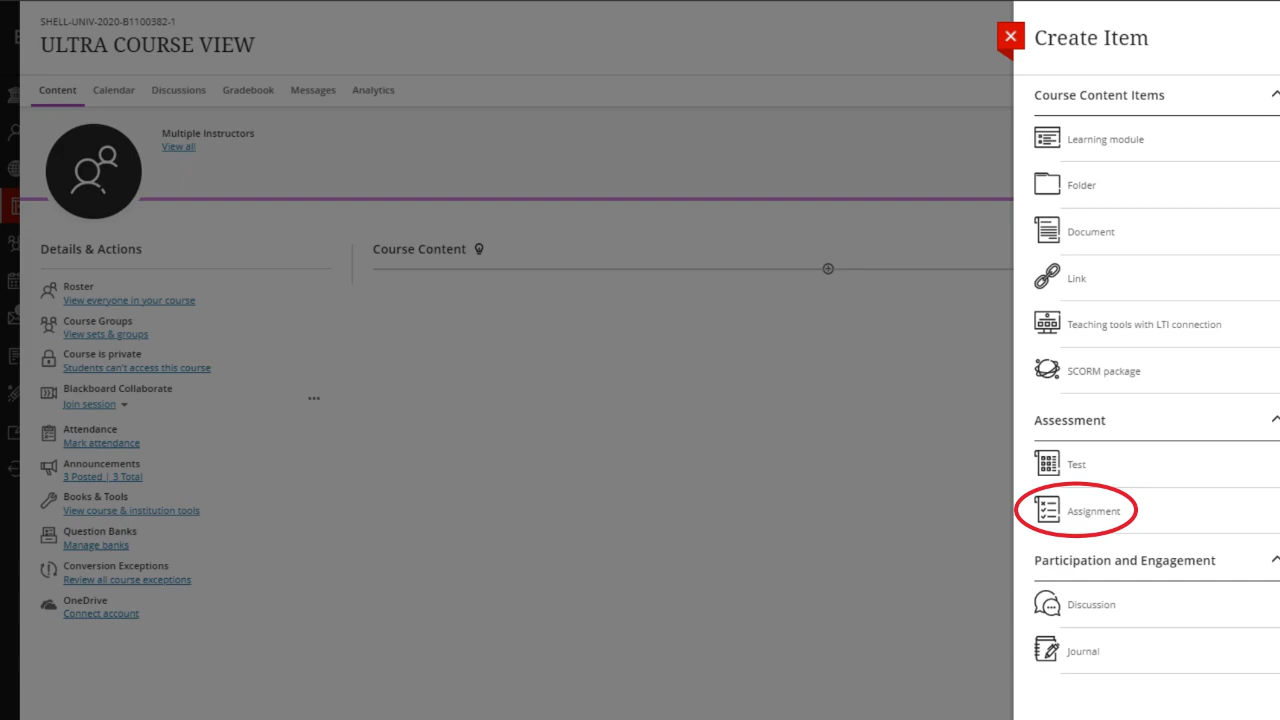 SHELL-UNIV-2020-B1100382-1
ULTRA COURSE VIEW
Content Calendar Discussions Gradebook Messages Analytics
Multiple Instructors
View all
Details & Actions
Roster
View everyone in your course
Course Groups
View sets & groups
Course is private
Students can't access this course
Blackboard Collaborate
Join session
Attendance
Mark attendance
Announcements
3 Posted | 3 Total
Books & Tools
View course & institution tools
Question Banks
Manage banks
Conversion Exceptions
Review all course exceptions
OneDrive
Connect account
Course Content
Create Item
Course Content Items
Learning module
Folder
Document
Link
Teaching tools with LTI connection
SCORM package
Assessment
Test
Assignment
Participation and Engagement
Discussion
Journal